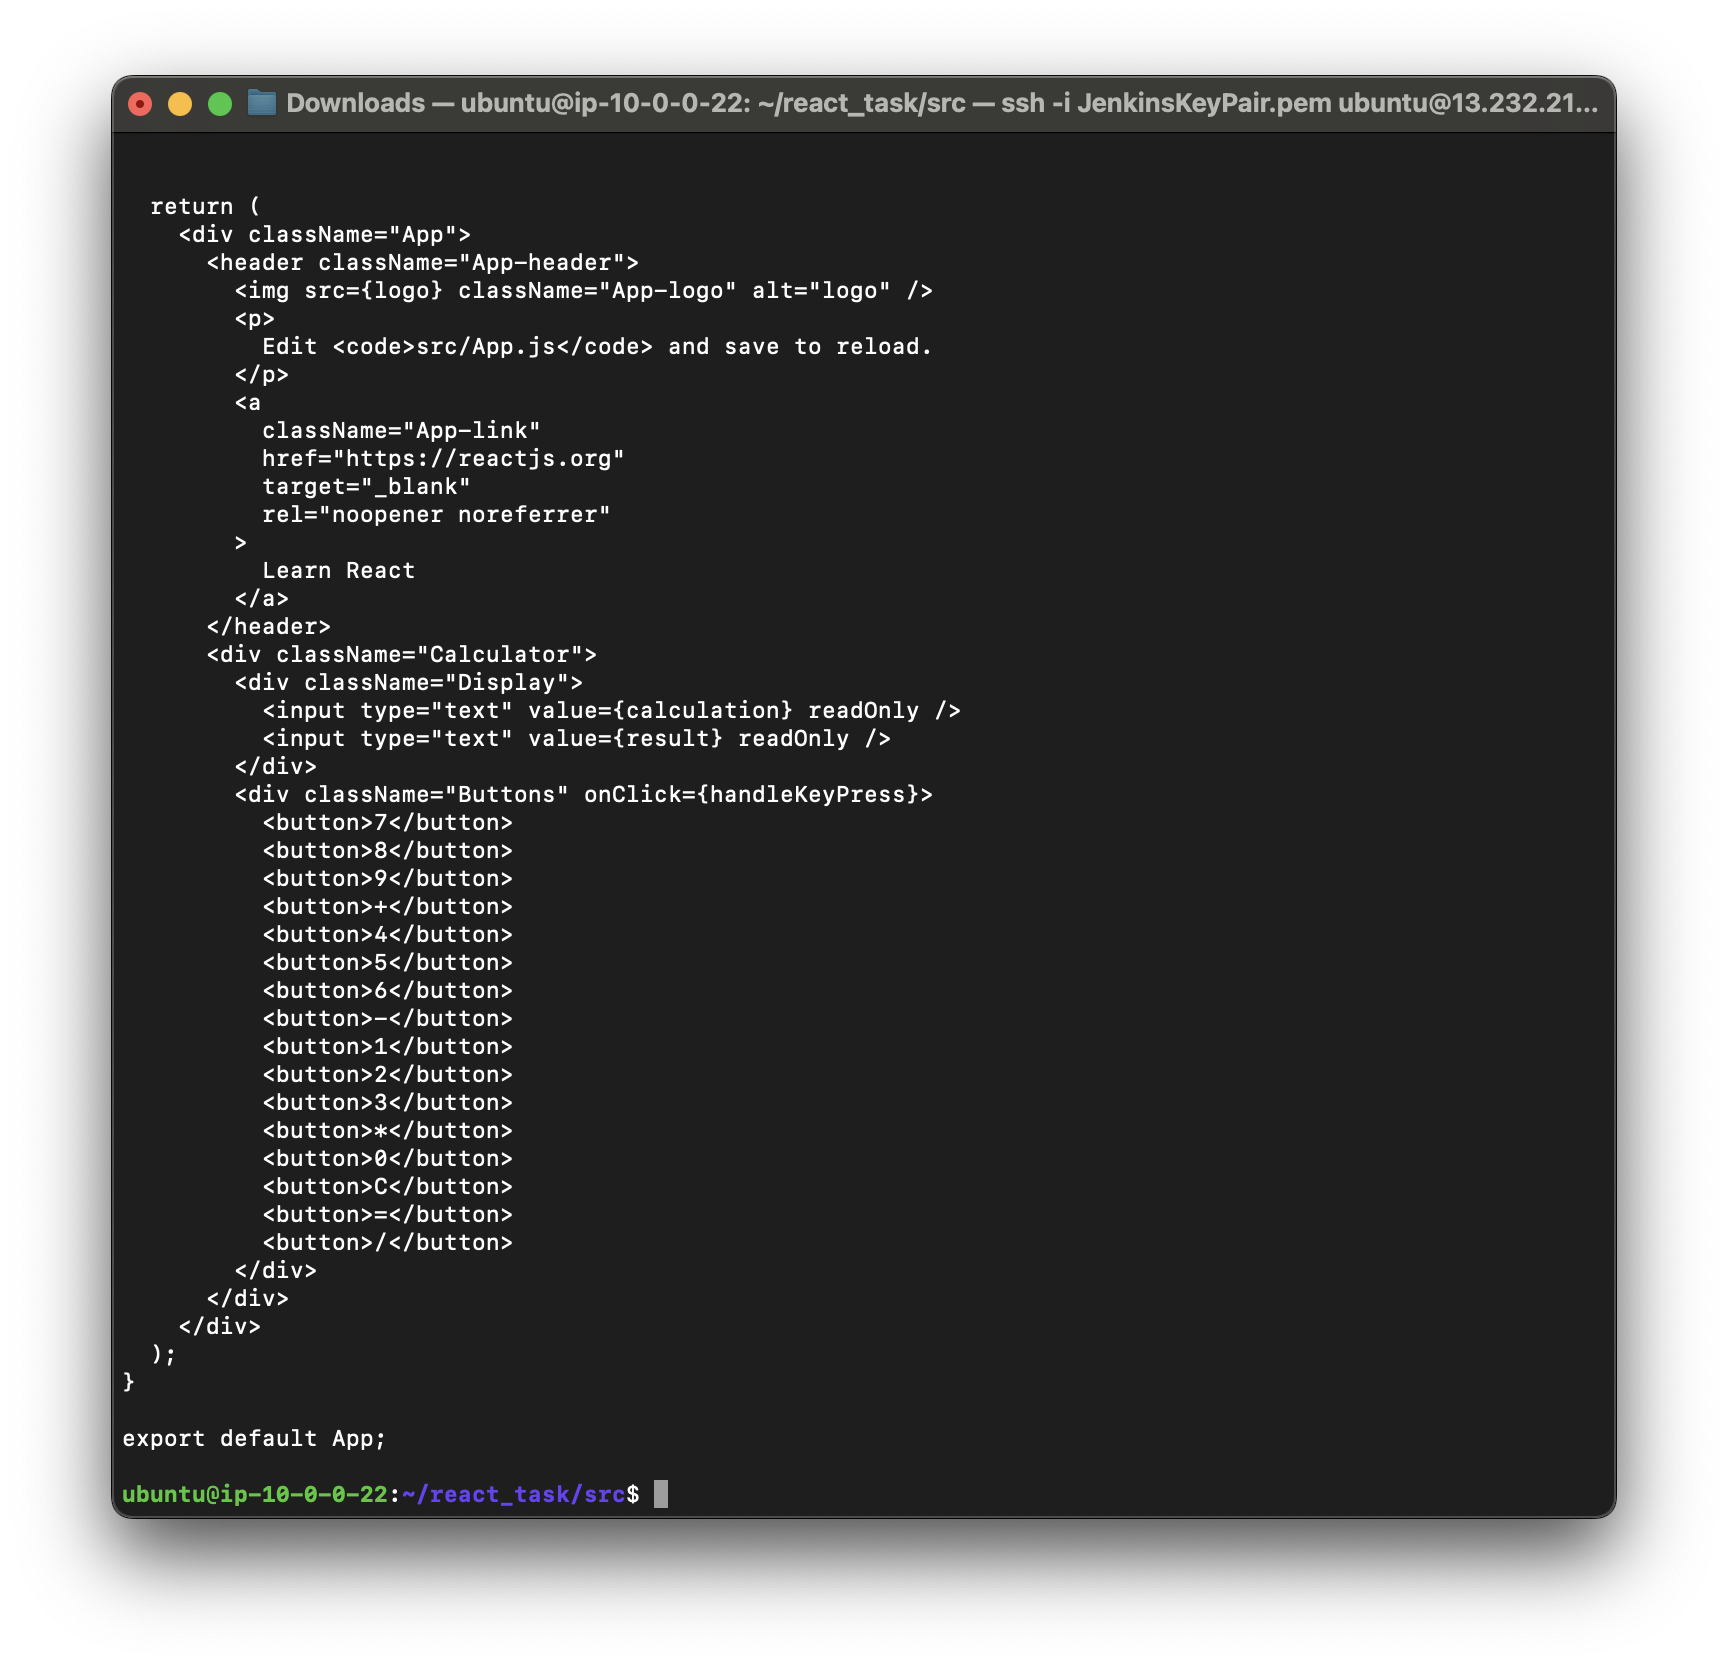 Downloads — ubuntu@ip-10-0-0-22: ~/react_task/src — ssh -i JenkinsKeyPair.pem ubuntu@13.232.21...
  return (
    <div className="App">
      <header className="App-header">
        <img src={logo} className="App-logo" alt="logo" />
        <p>
          Edit <code>src/App.js</code> and save to reload.
        </p>
        <a
          className="App-link"
          href="https://reactjs.org"
          target="_blank"
          rel="noopener noreferrer"
        >
          Learn React
        </a>
      </header>
      <div className="Calculator">
        <div className="Display">
          <input type="text" value={calculation} readOnly />
          <input type="text" value={result} readOnly />
        </div>
        <div className="Buttons" onClick={handleKeyPress}>
          <button>7</button>
          <button>8</button>
          <button>9</button>
          <button>+</button>
          <button>4</button>
          <button>5</button>
          <button>6</button>
          <button>-</button>
          <button>1</button>
          <button>2</button>
          <button>3</button>
          <button>*</button>
          <button>0</button>
          <button>C</button>
          <button>=</button>
          <button>/</button>
        </div>
      </div>
    </div>
  );
}
export default App;
ubuntu@ip-10-0-0-22:~/react_task/src$